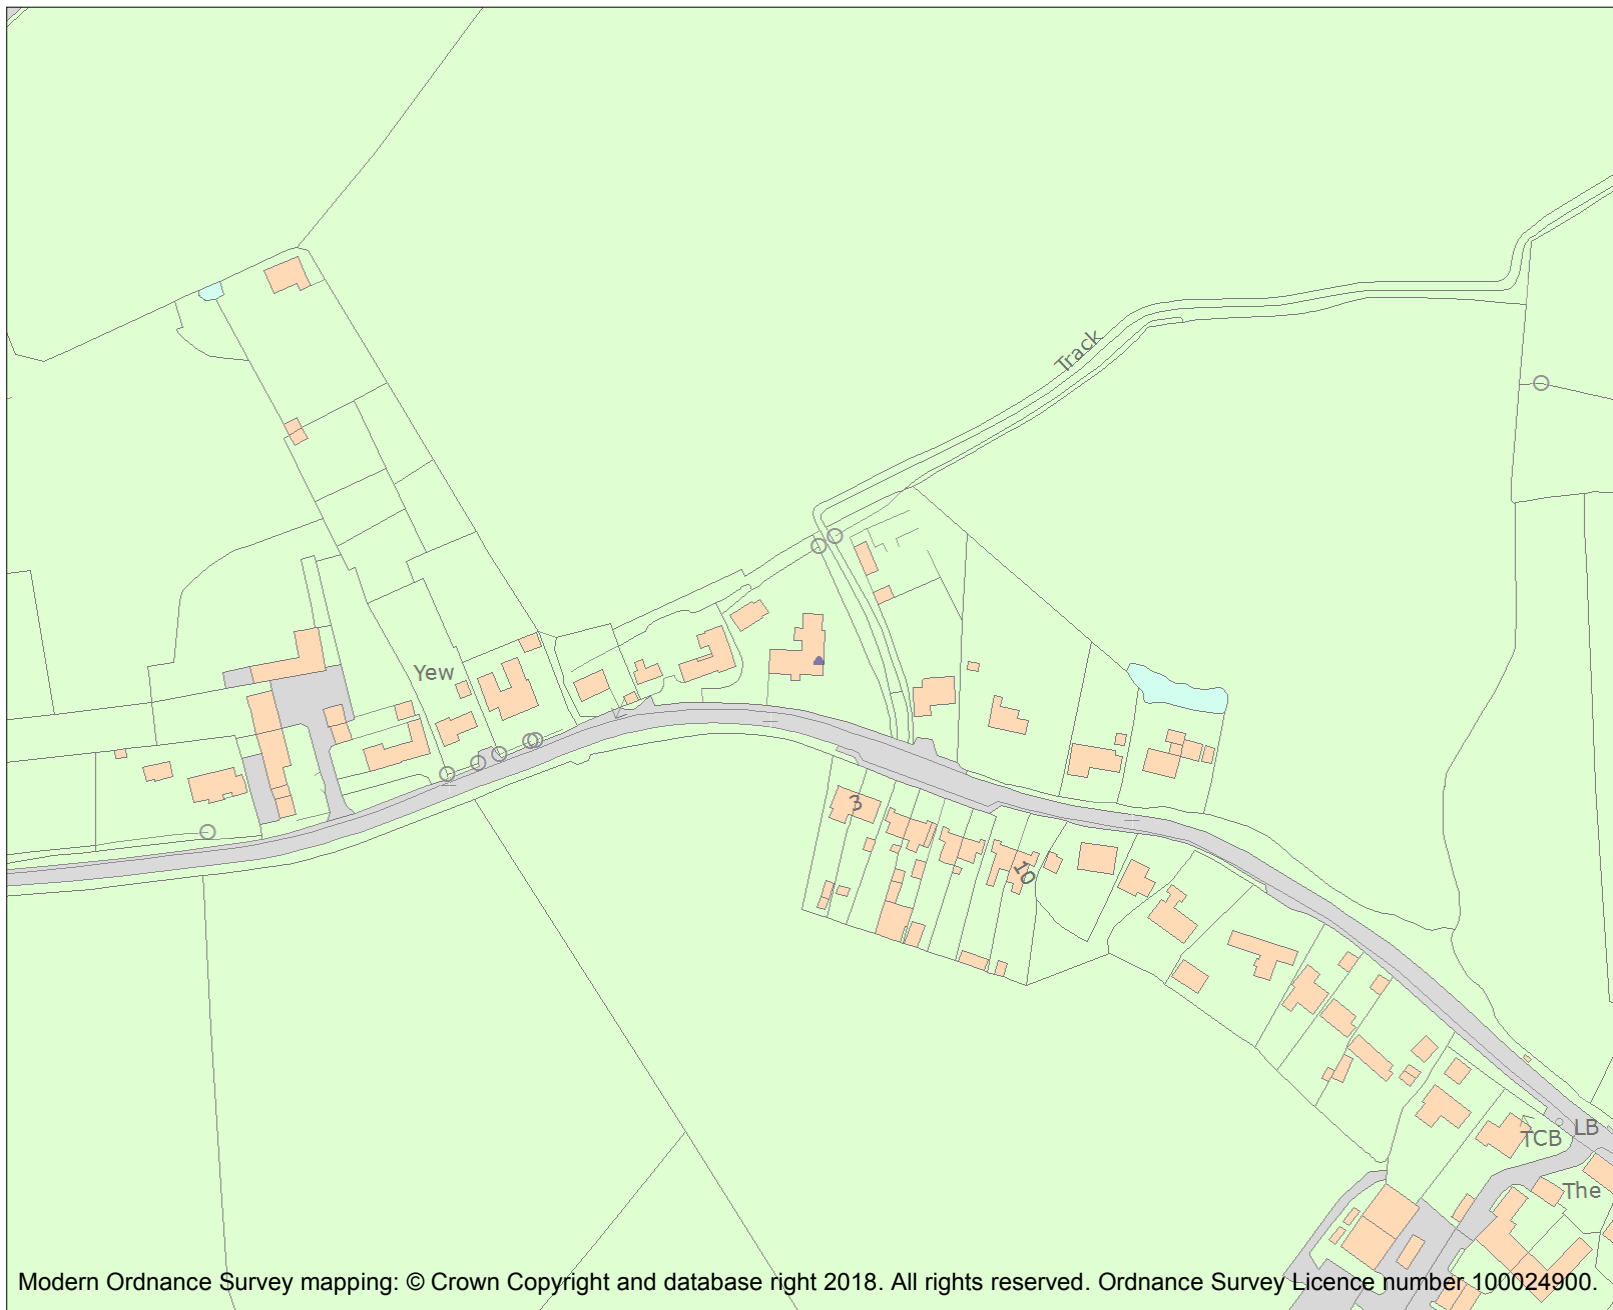 Track
Yew
3
10
TCB LB
The
Modern Ordnance Survey mapping: © Crown Copyright and database right 2018. All rights reserved. Ordnance Survey Licence number 100024900.